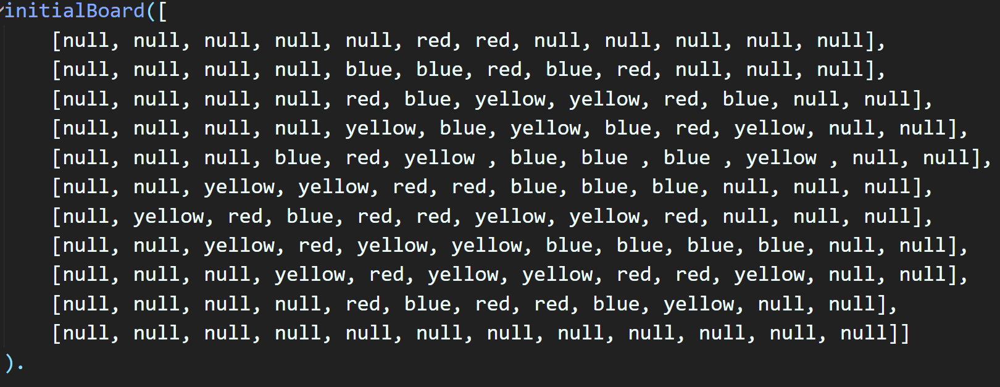 initialBoard([
[null, null, null, null, null, red, red, null, null, null, null, null],
[null, null, null, null, blue, blue, red, blue, red, null, null, null],
[null, null, null, null, red, blue, yellow, yellow, red, blue, null, null],
[null, null, null, null, yellow, blue, yellow, blue, red, yellow, null, null],
[null, null, null, blue, red, yellow , blue, blue , blue , yellow , null, null],
[null, null, yellow, yellow, red, red, blue, blue, blue, null, null, null],
[null, yellow, red, blue, red, red, yellow, yellow, red, null, null, null],
[null, null, yellow, red, yellow, yellow, blue, blue, blue, blue, null, null],
[null, null, null, yellow, red, yellow, yellow, red, red, yellow, null, null],
[null, null, null, null, red, blue, red, red, blue, yellow, null, null],
[null, null, null, null, null, null, null, null, null, null, null, null]]
).